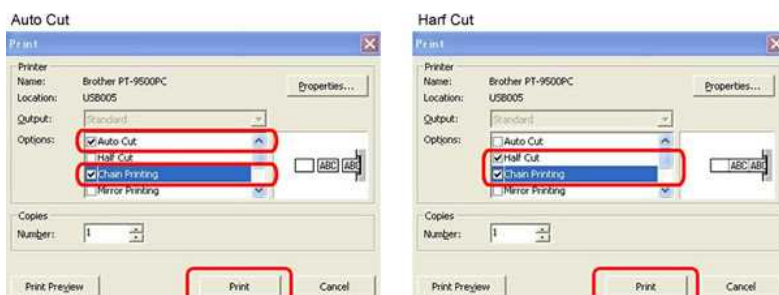 Auto Cut
Print
Printer
Name: Brother PT-9500PC
Properties...
Location: USB005
Output: Standard
Options:
Auto Cut
Half Cut
Chain Printing
Mirror Printing
ABC ABC
Copies
Number: 1
Print Preview
Print
Cancel
Harf Cut
Print
Printer
Name: Brother PT-9500PC
Properties...
Location: USB005
Output: Standard
Options:
Auto Cut
Half Cut
Chain Printing
Mirror Printing
ABC ABC
Copies
Number: 1
Print Preview
Print
Cancel